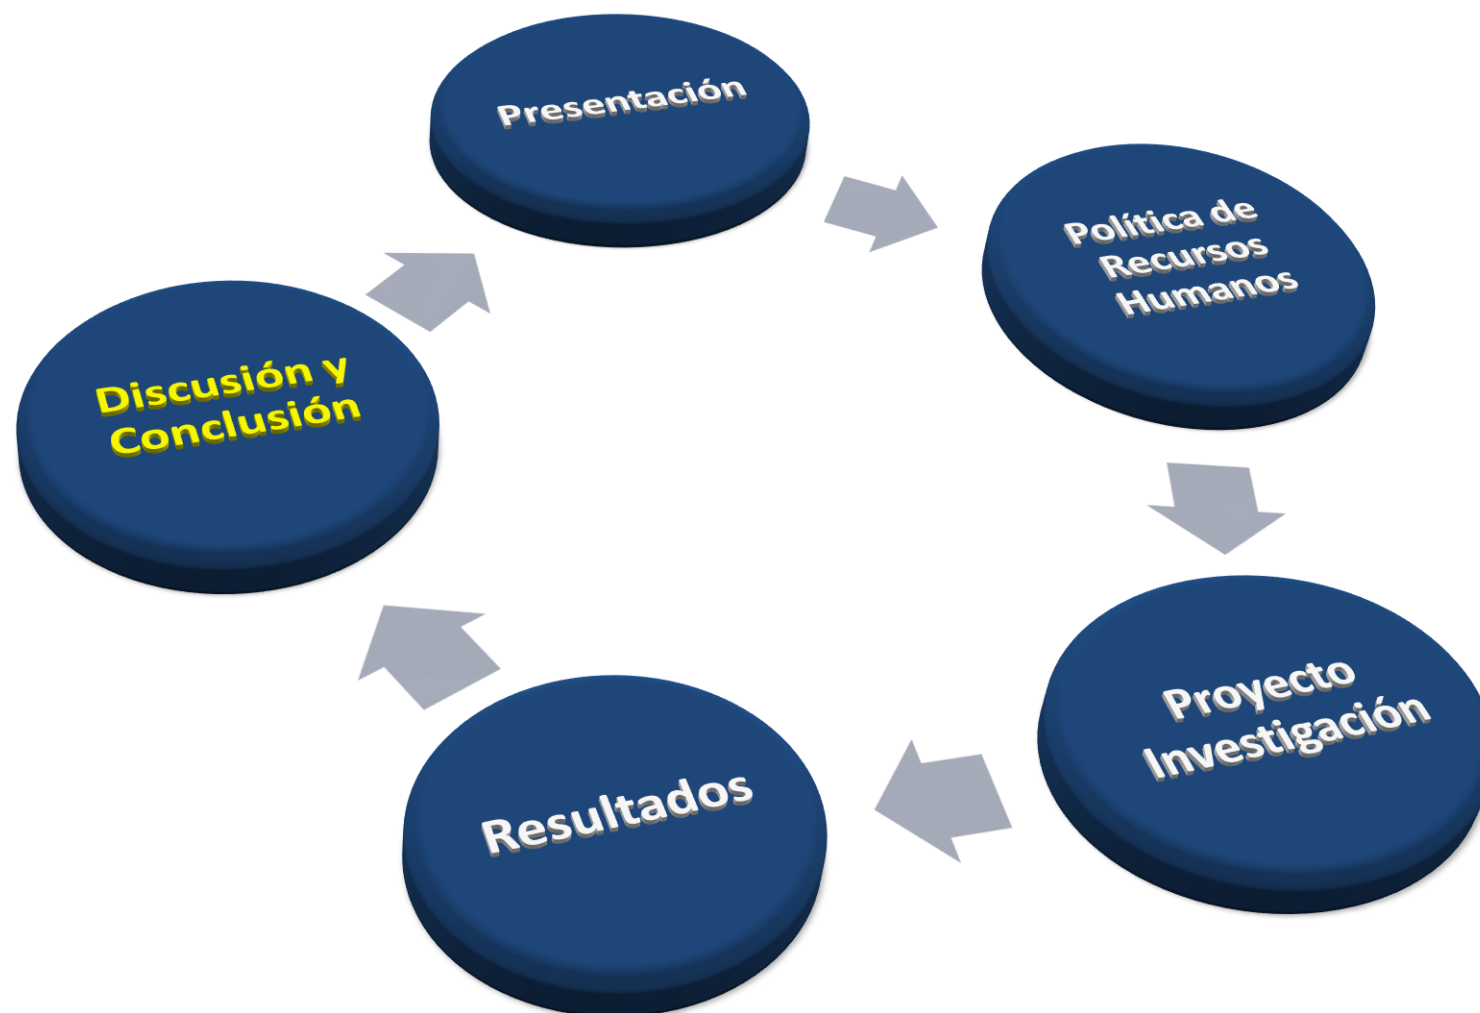 Presentación
Política de
Recursos
Humanos
Proyecto
Investigación
Resultados
Discusión y
Conclusión